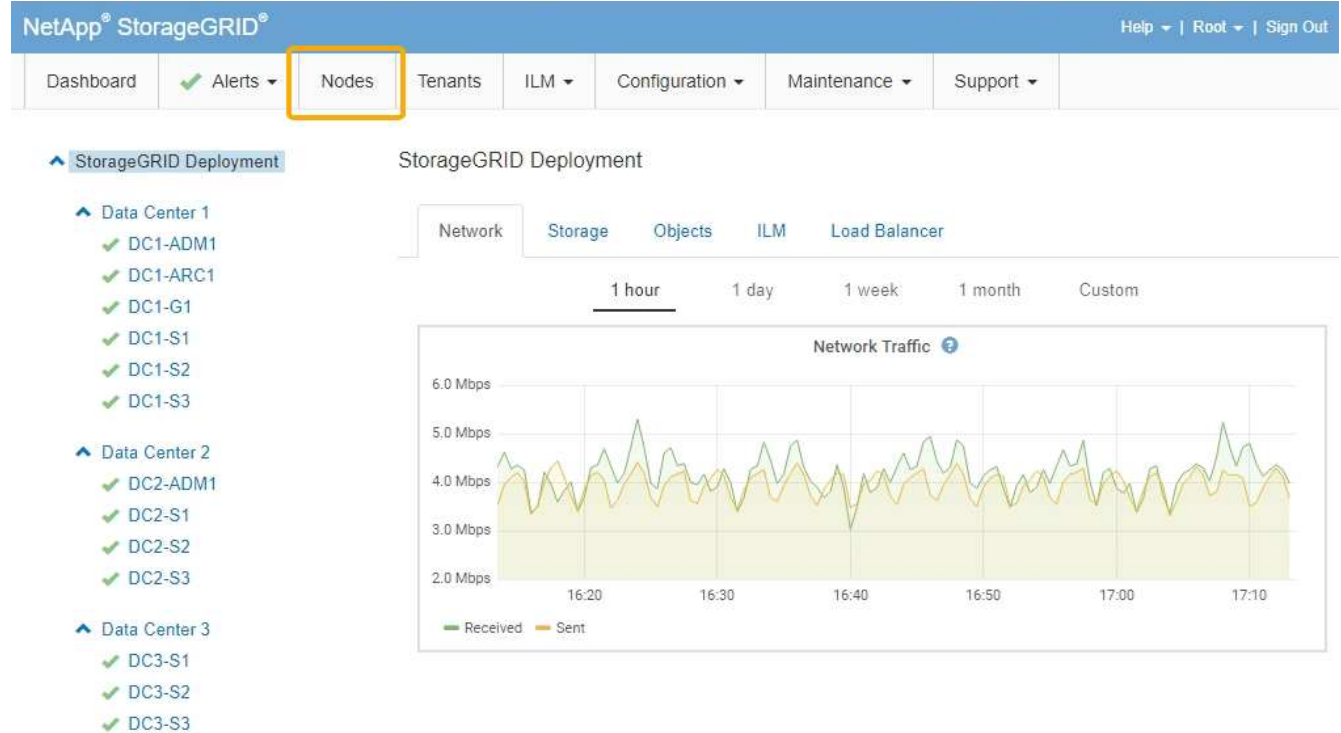 NetApp® StorageGRID®
Help | Root | Sign Out
Dashboard Alerts Nodes Tenants ILM Configuration Maintenance Support
StorageGRID Deployment
Data Center 1
DC1-ADM1
DC1-ARC1
DC1-G1
DC1-S1
DC1-S2
DC1-S3
Data Center 2
DC2-ADM1
DC2-S1
DC2-S2
DC2-S3
Data Center 3
DC3-S1
DC3-S2
DC3-S3
StorageGRID Deployment
Network Storage Objects ILM Load Balancer
1 hour 1 day 1 week 1 month Custom
Network Traffic ?
6.0 Mbps
5.0 Mbps
4.0 Mbps
3.0 Mbps
2.0 Mbps
16:20 16:30 16:40 16:50 17:00 17:10
Received Sent